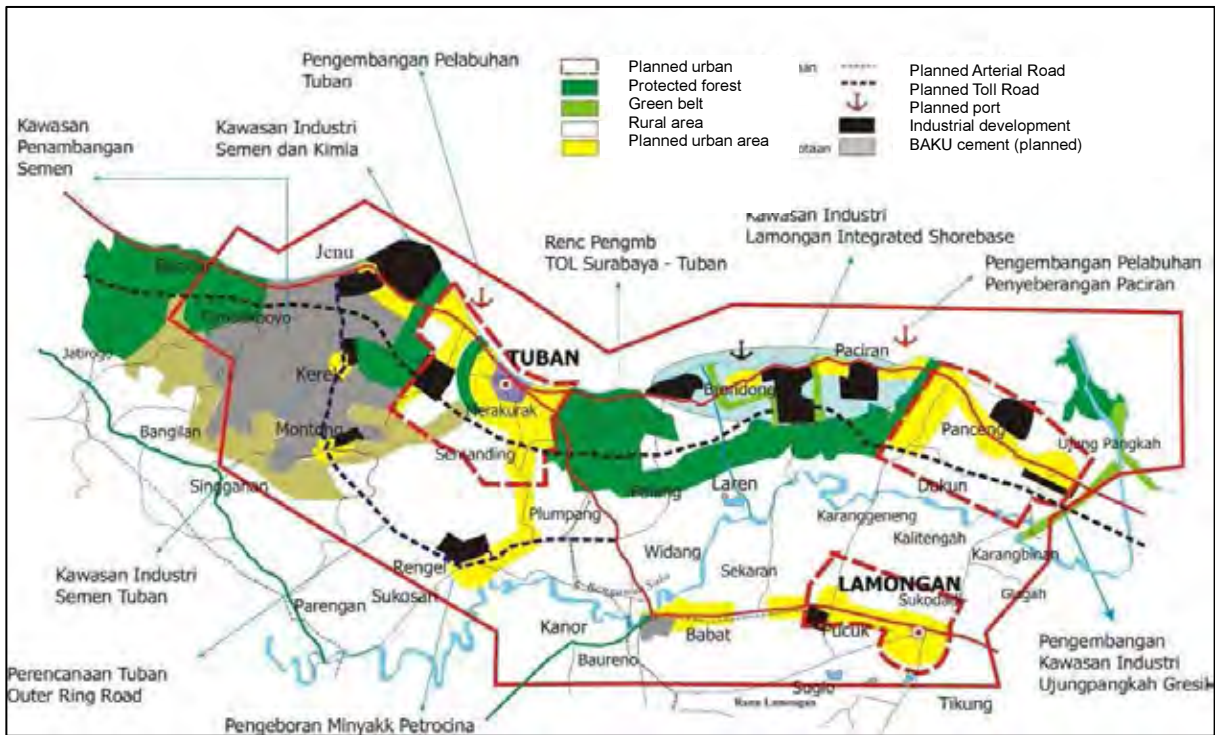 Pengembangan Pelabuhan
Tuban
Kawasan
Penambangan
Semen
Kawasan Industri
Semen dan Kimia
Planned urban
Protected forest
Green belt
Rural area
Planned urban area
Planned Arterial Road
Planned Toll Road
Planned port
Industrial development
BAKU cement (planned)
Renc Pengmb
TOL Surabaya - Tuban
Kawasan Industri
Lamongan Integrated Shorebase
Pengembangan Pelabuhan
Penyeberangan Paciran
Jenu
Jatirogo
Kerek
TUBAN
Merakurak
Paciran
Brondong
Panceng
Ujung Pangkah
Bangilan
Montong
Semanding
Singgahan
Plumpang
Laren
Dukun
Karanggeneng
Kalitengah
Karangbinan
Widang
Sekaran
Rengel
Sukosan
Parengan
Kanor
Baureno
Babat
Pucuk
LAMONGAN
Sukodadi
Glagah
Soglo
Rawa Lamongan
Tikung
Kawasan Industri
Semen Tuban
Perencanaan Tuban
Outer Ring Road
Pengeboran Minyakk Petrocina
Pengembangan
Kawasan Industri
Ujungpangkah Gresik